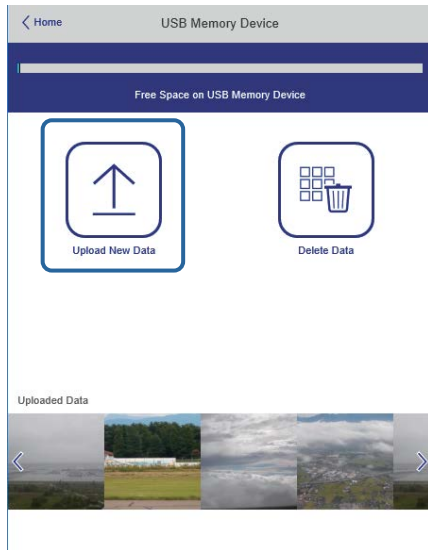 Home
USB Memory Device
Free Space on USB Memory Device
Upload New Data
Delete Data
Uploaded Data